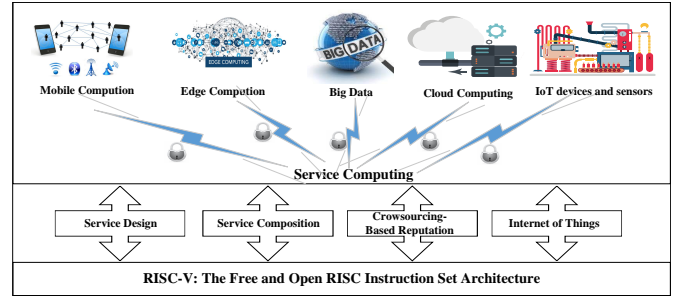 BIG DATA
EDGE COMPUTING
Mobile Compution
Edge Compution
Big Data
Cloud Computing
IoT devices and sensors
Service Computing
Service Design
Service Composition
Crowsourcing-
Based Reputation
Internet of Things
RISC-V: The Free and Open RISC Instruction Set Architecture